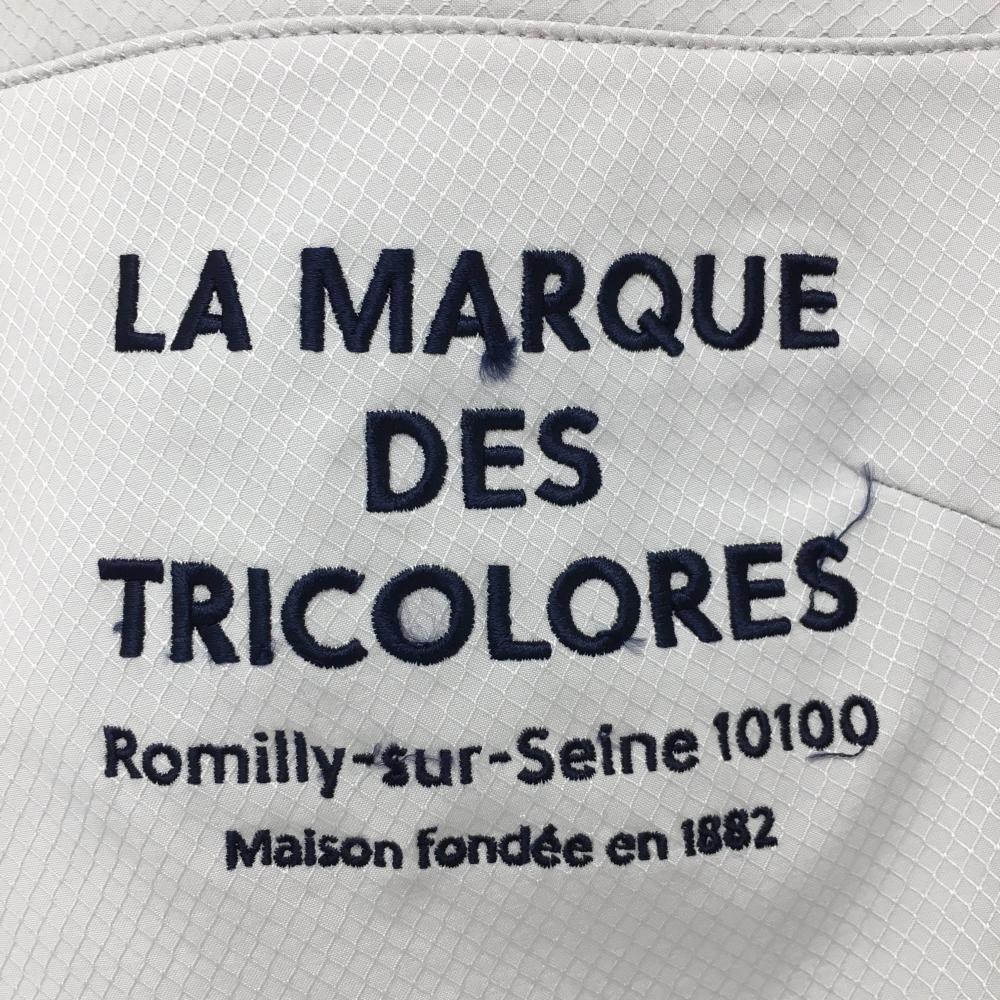 LA MARQUE
DES
TRICOLORES
Romilly-sur-Seine 10100
Maison fondée en 1882